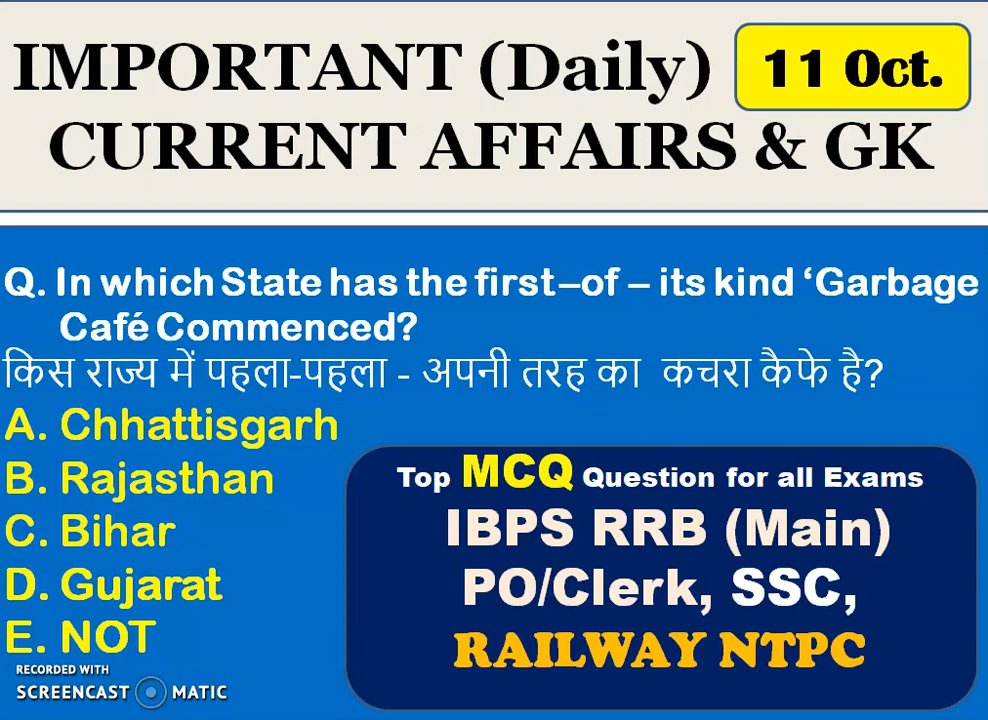 IMPORTANT (Daily) 11 Oct.
CURRENT AFFAIRS & GK
Q. In which State has the first –of – its kind ‘Garbage
Café Commenced?
किस राज्य में पहला-पहला - अपनी तरह का कचरा कैफे है?
A. Chhattisgarh
B. Rajasthan
C. Bihar
D. Gujarat
E. NOT
Top MCQ Question for all Exams
IBPS RRB (Main)
PO/Clerk, SSC,
RAILWAY NTPC
RECORDED WITH
SCREENCAST MATIC